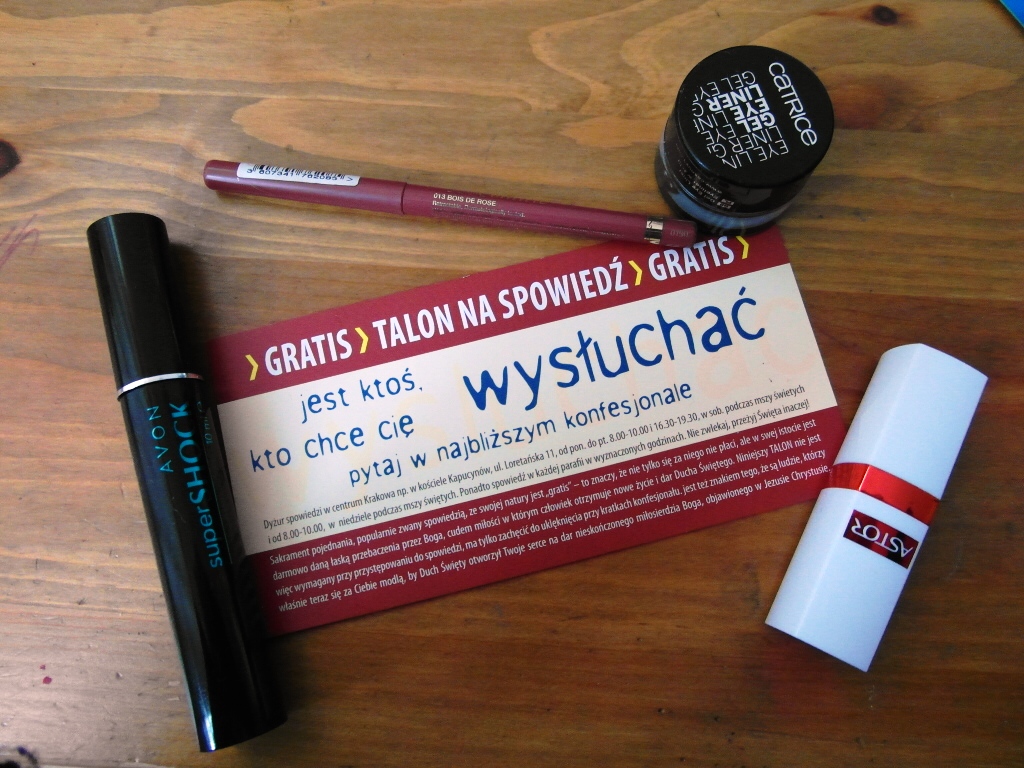 CATRICE
GEL EYE
LINER
EYE LIN
3 607341 782083 >
013 BOIS DE ROSE
> GRATIS > TALON NA SPOWIEDŹ > GRATIS >
jest ktoś,
kto chce cię wysłuchać
pytaj w najbliższym konfesjonale
Dyżur spowiedzi w centrum Krakowa np. w kościele Kapucynów, ul. Loretańska 11, od pon. do pt. 8.00-10.00 i 16.30-19.30, w sob. podczas mszy świętych
i od 8.00-10.00, w niedziele podczas mszy świętych. Ponadto spowiedź w każdej parafii w wyznaczonych godzinach. Nie zwlekaj, przeżyj Święta inaczej!
Sakrament pojednania, popularnie zwany spowiedzią, ze swojej natury jest „gratis” – to znaczy, że nie tylko się za niego nie płaci, ale w swej istocie jest
darmowo daną łaską przebaczenia przez Boga, cudem miłości w którym człowiek otrzymuje nowe życie i dar Ducha Świętego. Niniejszy TALON nie jest
więc wymagany przy przystępowaniu do spowiedzi, ma tylko zachęcić do uklęknięcia przy kratkach konfesjonału. Jest też znakiem tego, że są ludzie, którzy
właśnie teraz się za Ciebie modlą, by Duch Święty otworzył Twoje serce na dar nieskończonego miłosierdzia Boga, objawionego w Jezusie Chrystusie.
AVON
superSHOCK
ASTOR